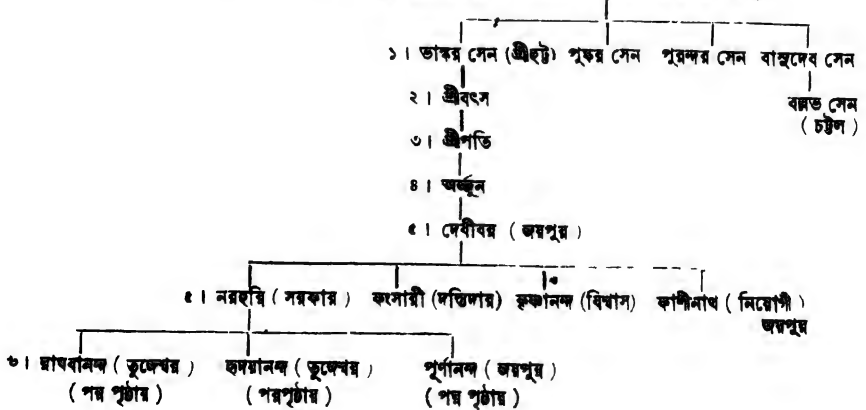 ১। ভাস্কর সেন (শ্রীহট্ট) পুষ্কর সেন পুরন্দর সেন বাসুদেব সেন
২। শ্রীবৎস
বল্লভ সেন
(চট্টল)
৩। শ্রীপতি
৪। অর্জ্জুন
৫। দেবীবর (জয়পুর)
৫। নরহরি (সরকার) কংসারী (দস্তিদার) কৃষ্ণানন্দ (বিশ্বাস) কাশীনাথ (নিয়োগী)
জয়পুর
৬। রাঘবানন্দ (ভূজেশ্বর) হৃদয়ানন্দ (ভূজেশ্বর) পূর্ণানন্দ (জয়পুর)
(পর পৃষ্ঠায়) (পরপৃষ্ঠায়) (পর পৃষ্ঠায়)